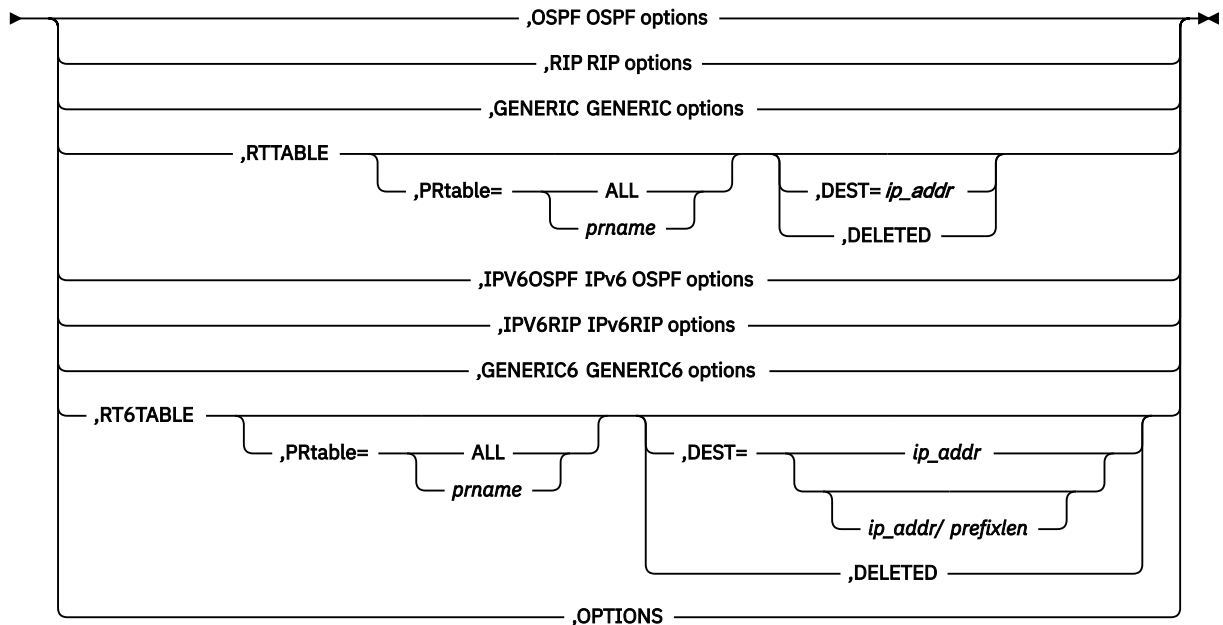 ,OSPF OSPF options
,RIP RIP options
,GENERIC GENERIC options
,RTTABLE
,PRtable= ALL ,DEST= ip_addr
prname ,DELETED
,IPV6OSPF IPv6 OSPF options
,IPV6RIP IPv6RIP options
,GENERIC6 GENERIC6 options
,RT6TABLE
,PRtable= ALL ,DEST= ip_addr
prname
ip_addr/ prefixlen
,DELETED
,OPTIONS